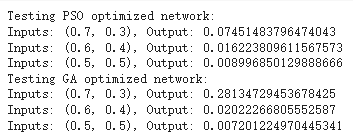 Testing PSO optimized network:
Inputs: (0.7, 0.3), Output: 0.07451483796474043
Inputs: (0.6, 0.4), Output: 0.016223809611567573
Inputs: (0.5, 0.5), Output: 0.008996850129888666
Testing GA optimized network:
Inputs: (0.7, 0.3), Output: 0.28134729453678425
Inputs: (0.6, 0.4), Output: 0.02022266805552587
Inputs: (0.5, 0.5), Output: 0.007201224970445341